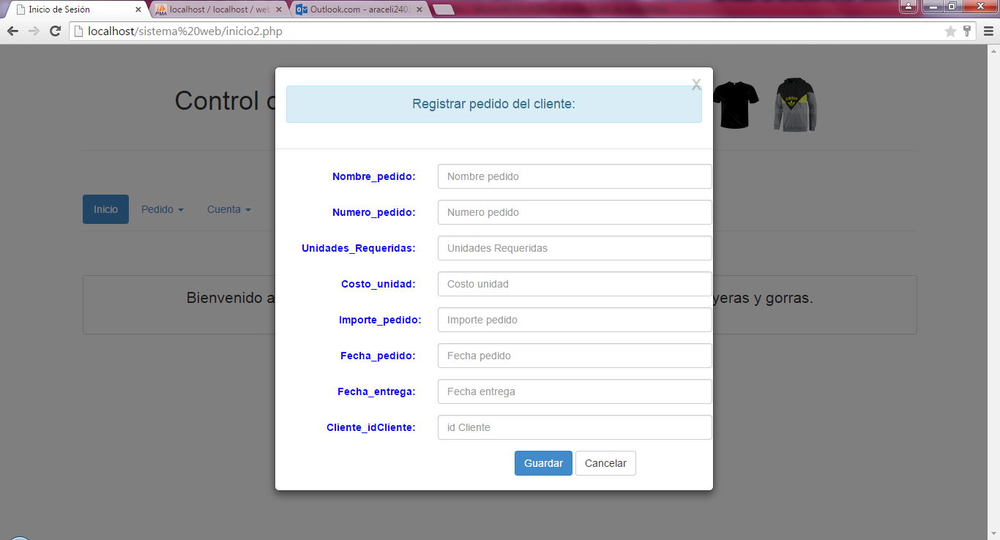 Inicio de Sesión
localhost / localhost / web
Outlook.com - araceli2401
localhost/sistema%20web/inicio2.php
Control
X
Registrar pedido del cliente:
adidas
Nombre_pedido: Nombre pedido
Numero_pedido: Numero pedido
Inicio Pedido Cuenta
Unidades_Requeridas: Unidades Requeridas
Costo_unidad: Costo unidad
Bienvenido a yeras y gorras.
Importe_pedido: Importe pedido
Fecha_pedido: Fecha pedido
Fecha_entrega: Fecha entrega
Cliente_idCliente: id Cliente
Guardar Cancelar